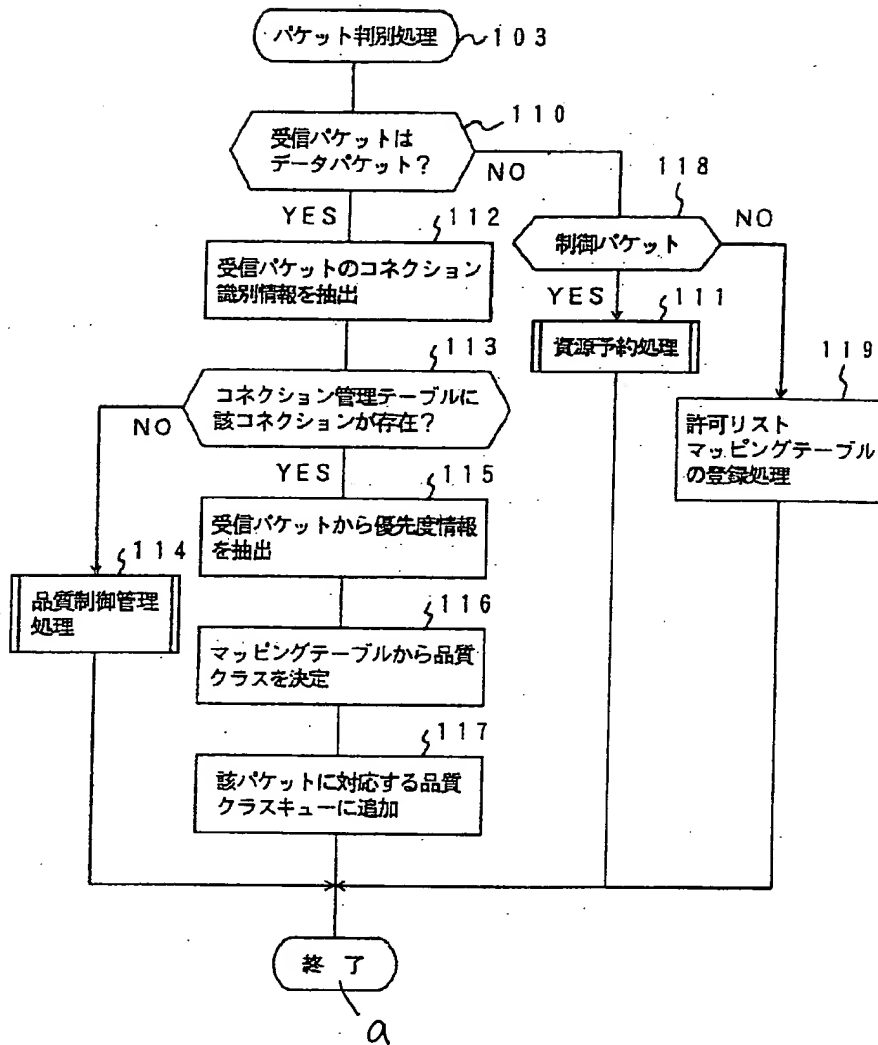 パケット判別処理
103
受信パケットは
データパケット?
110
NO
YES
118
制御パケット
NO
YES
112
受信パケットのコネクション
識別情報を抽出
111
資源予約処理
113
コネクション管理テーブルに
該コネクションが存在?
NO
YES
119
許可リスト
マッピングテーブル
の登録処理
115
受信パケットから優先度情報
を抽出
114
品質制御管理
処理
116
マッピングテーブルから品質
クラスを決定
117
該パケットに対応する品質
クラスキューに追加
終了
a